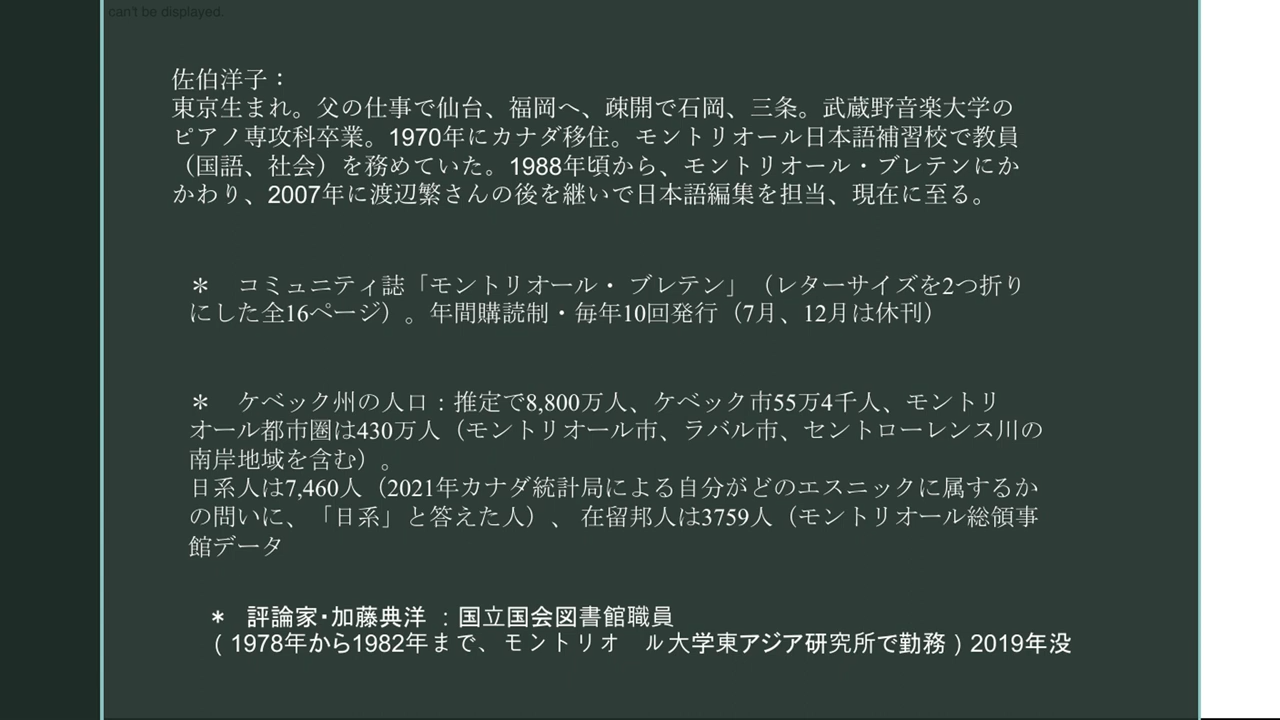 can't be displayed.
佐伯洋子：
東京生まれ。父の仕事で仙台、福岡へ、疎開で石岡、三条。武蔵野音楽大学の
ピアノ専攻科卒業。1970年にカナダ移住。モントリオール日本語補習校で教員
（国語、社会）を務めていた。1988年頃から、モントリオール・ブレテンにか
かわり、2007年に渡辺繁さんの後を継いで日本語編集を担当、現在に至る。
＊　コミュニティ誌「モントリオール・ ブレテン」（レターサイズを2つ折り
にした全16ページ）。年間購読制・毎年10回発行（7月、12月は休刊）
＊　ケベック州の人口：推定で8,800万人、ケベック市55万4千人、モントリ
オール都市圏は430万人（モントリオール市、ラバル市、セントローレンス川の
南岸地域を含む）。
日系人は7,460人（2021年カナダ統計局による自分がどのエスニックに属するか
の問いに、「日系」と答えた人）、 在留邦人は3759人（モントリオール総領事
館データ
＊　評論家・加藤典洋 ：国立国会図書館職員
（1978年から1982年まで、モントリオ　ル大学東アジア研究所で勤務）2019年没